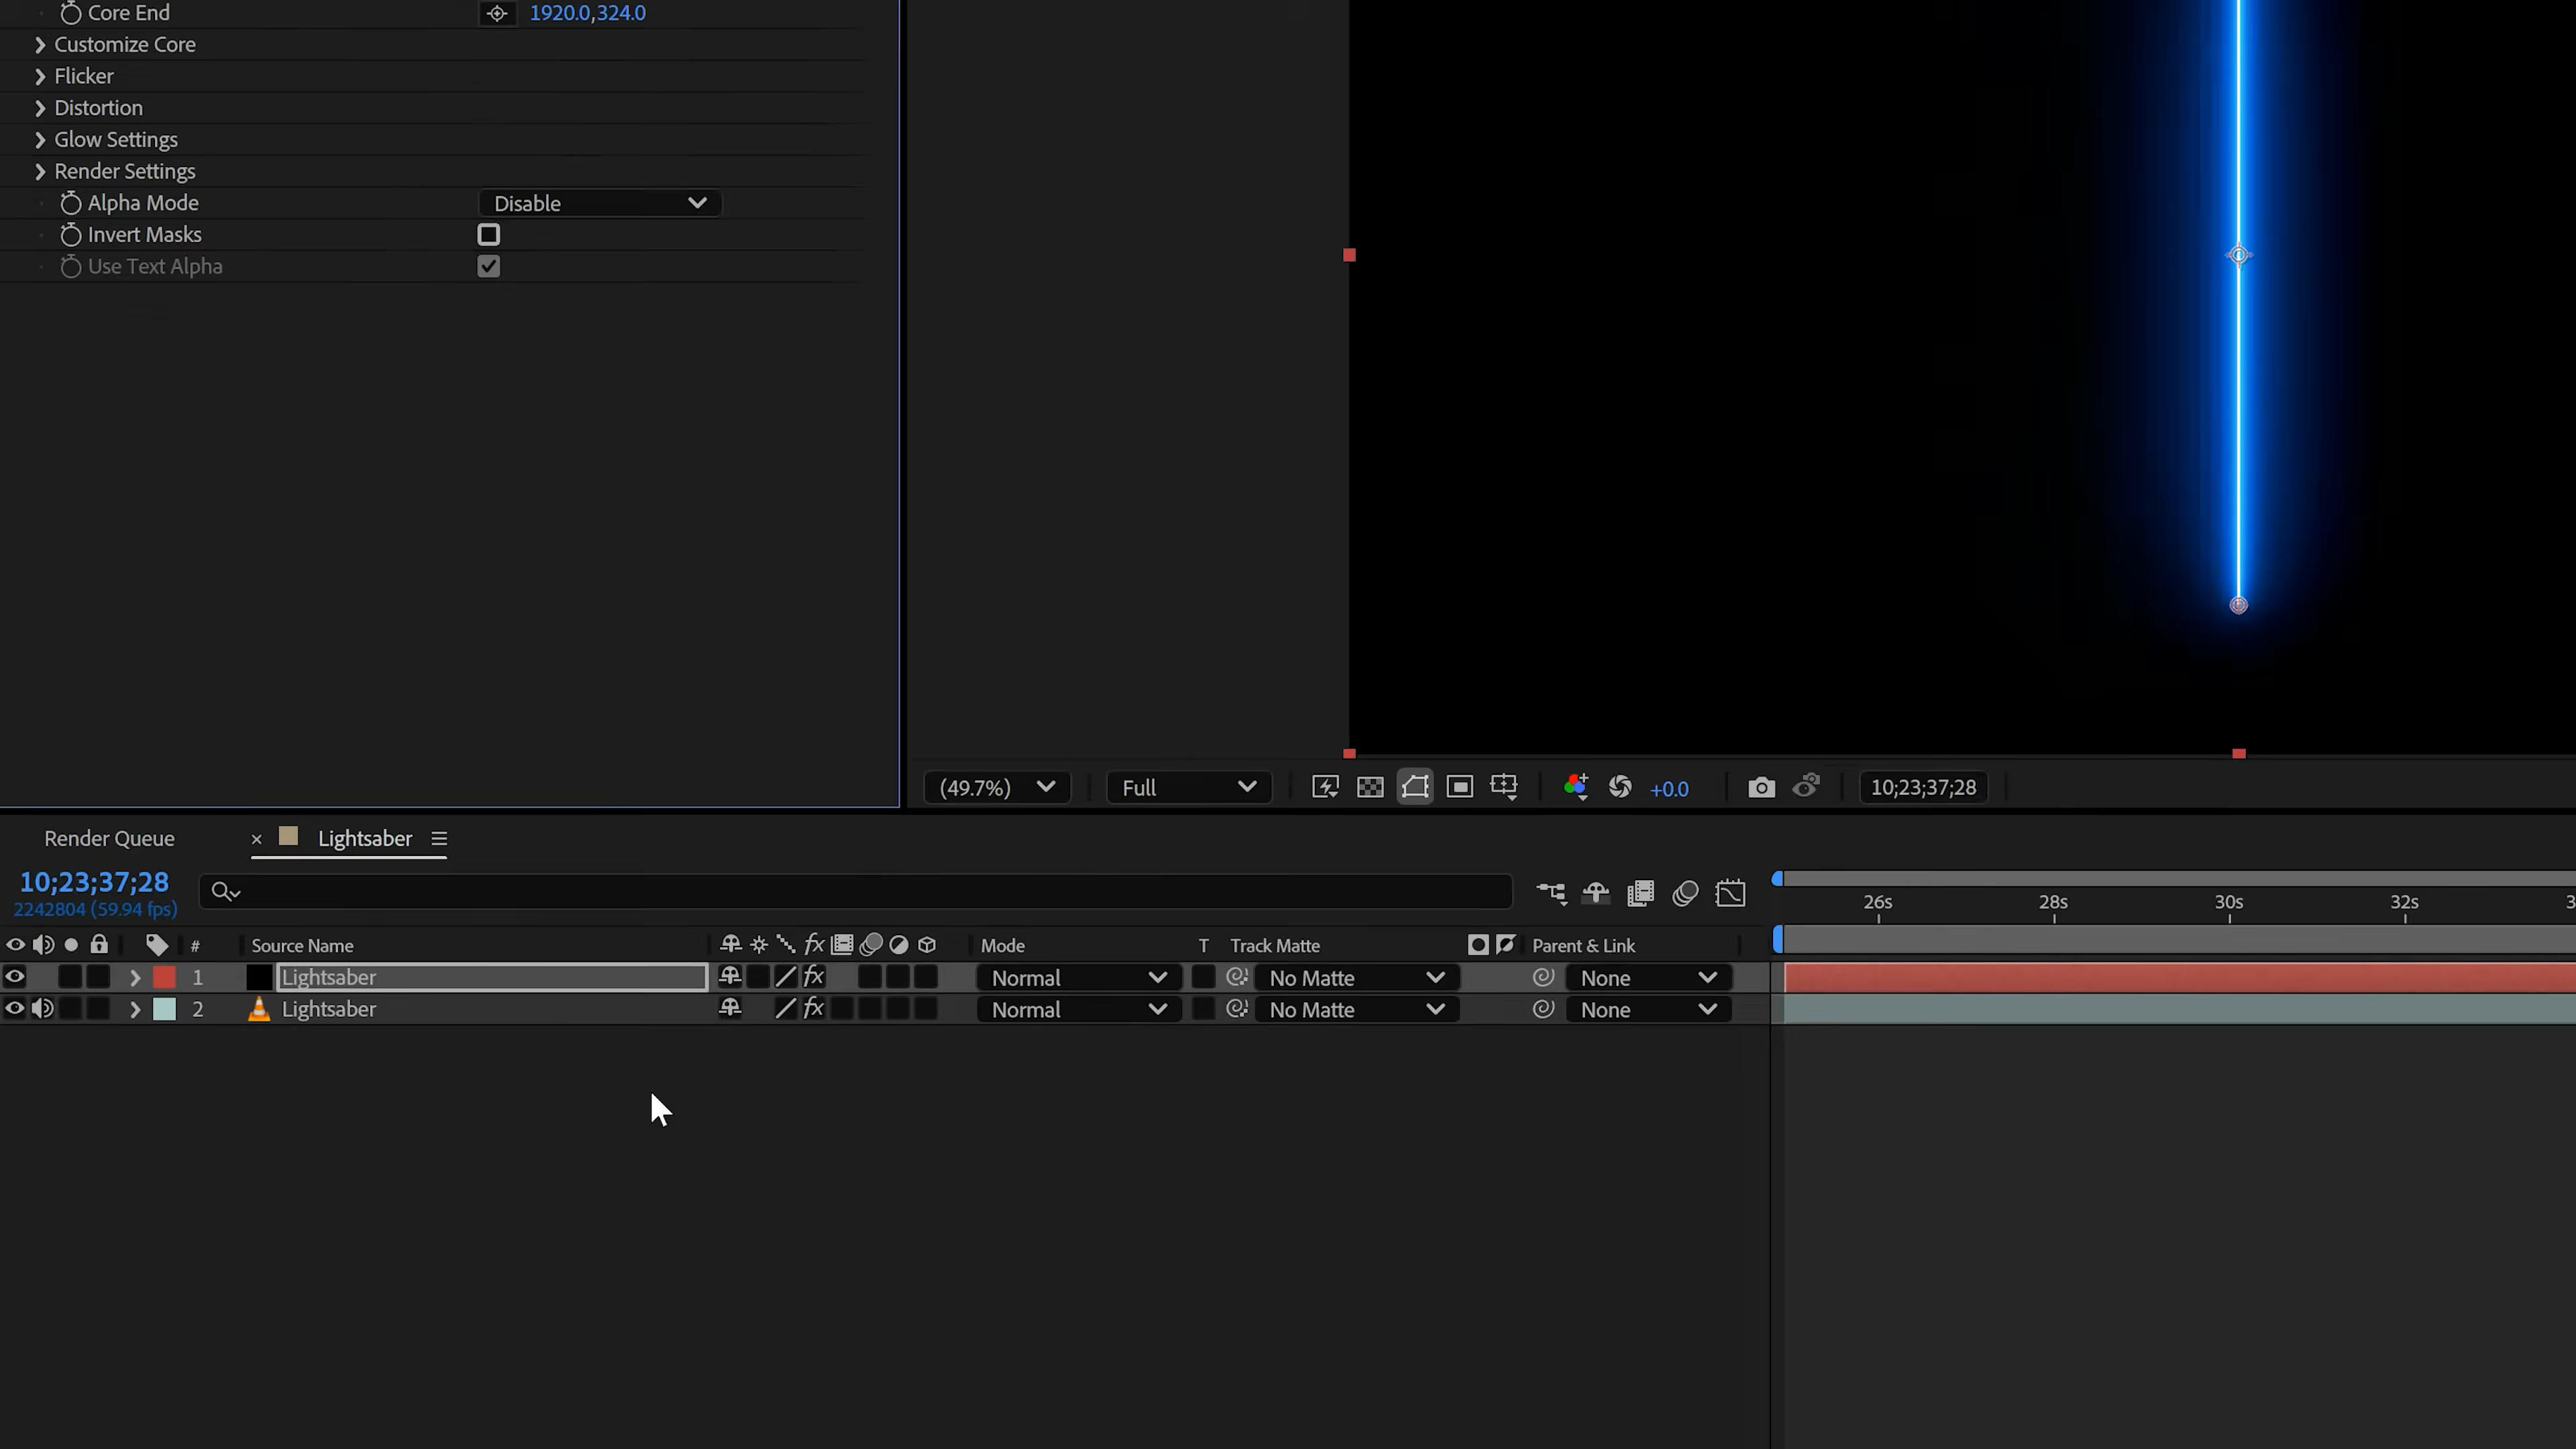 Core End 1920.0,324.0
Customize Core
Flicker
Distortion
Glow Settings
Render Settings
Alpha Mode Disable
Invert Masks
Use Text Alpha
(49.7%) Full +0.0 10;23;37;28
Render Queue × Lightsaber
10;23;37;28
2242804 (59.94 fps)
26s 28s 30s 32s
# Source Name fx Mode T Track Matte Parent & Link
1 Lightsaber fx Normal No Matte None
2 Lightsaber fx Normal No Matte None